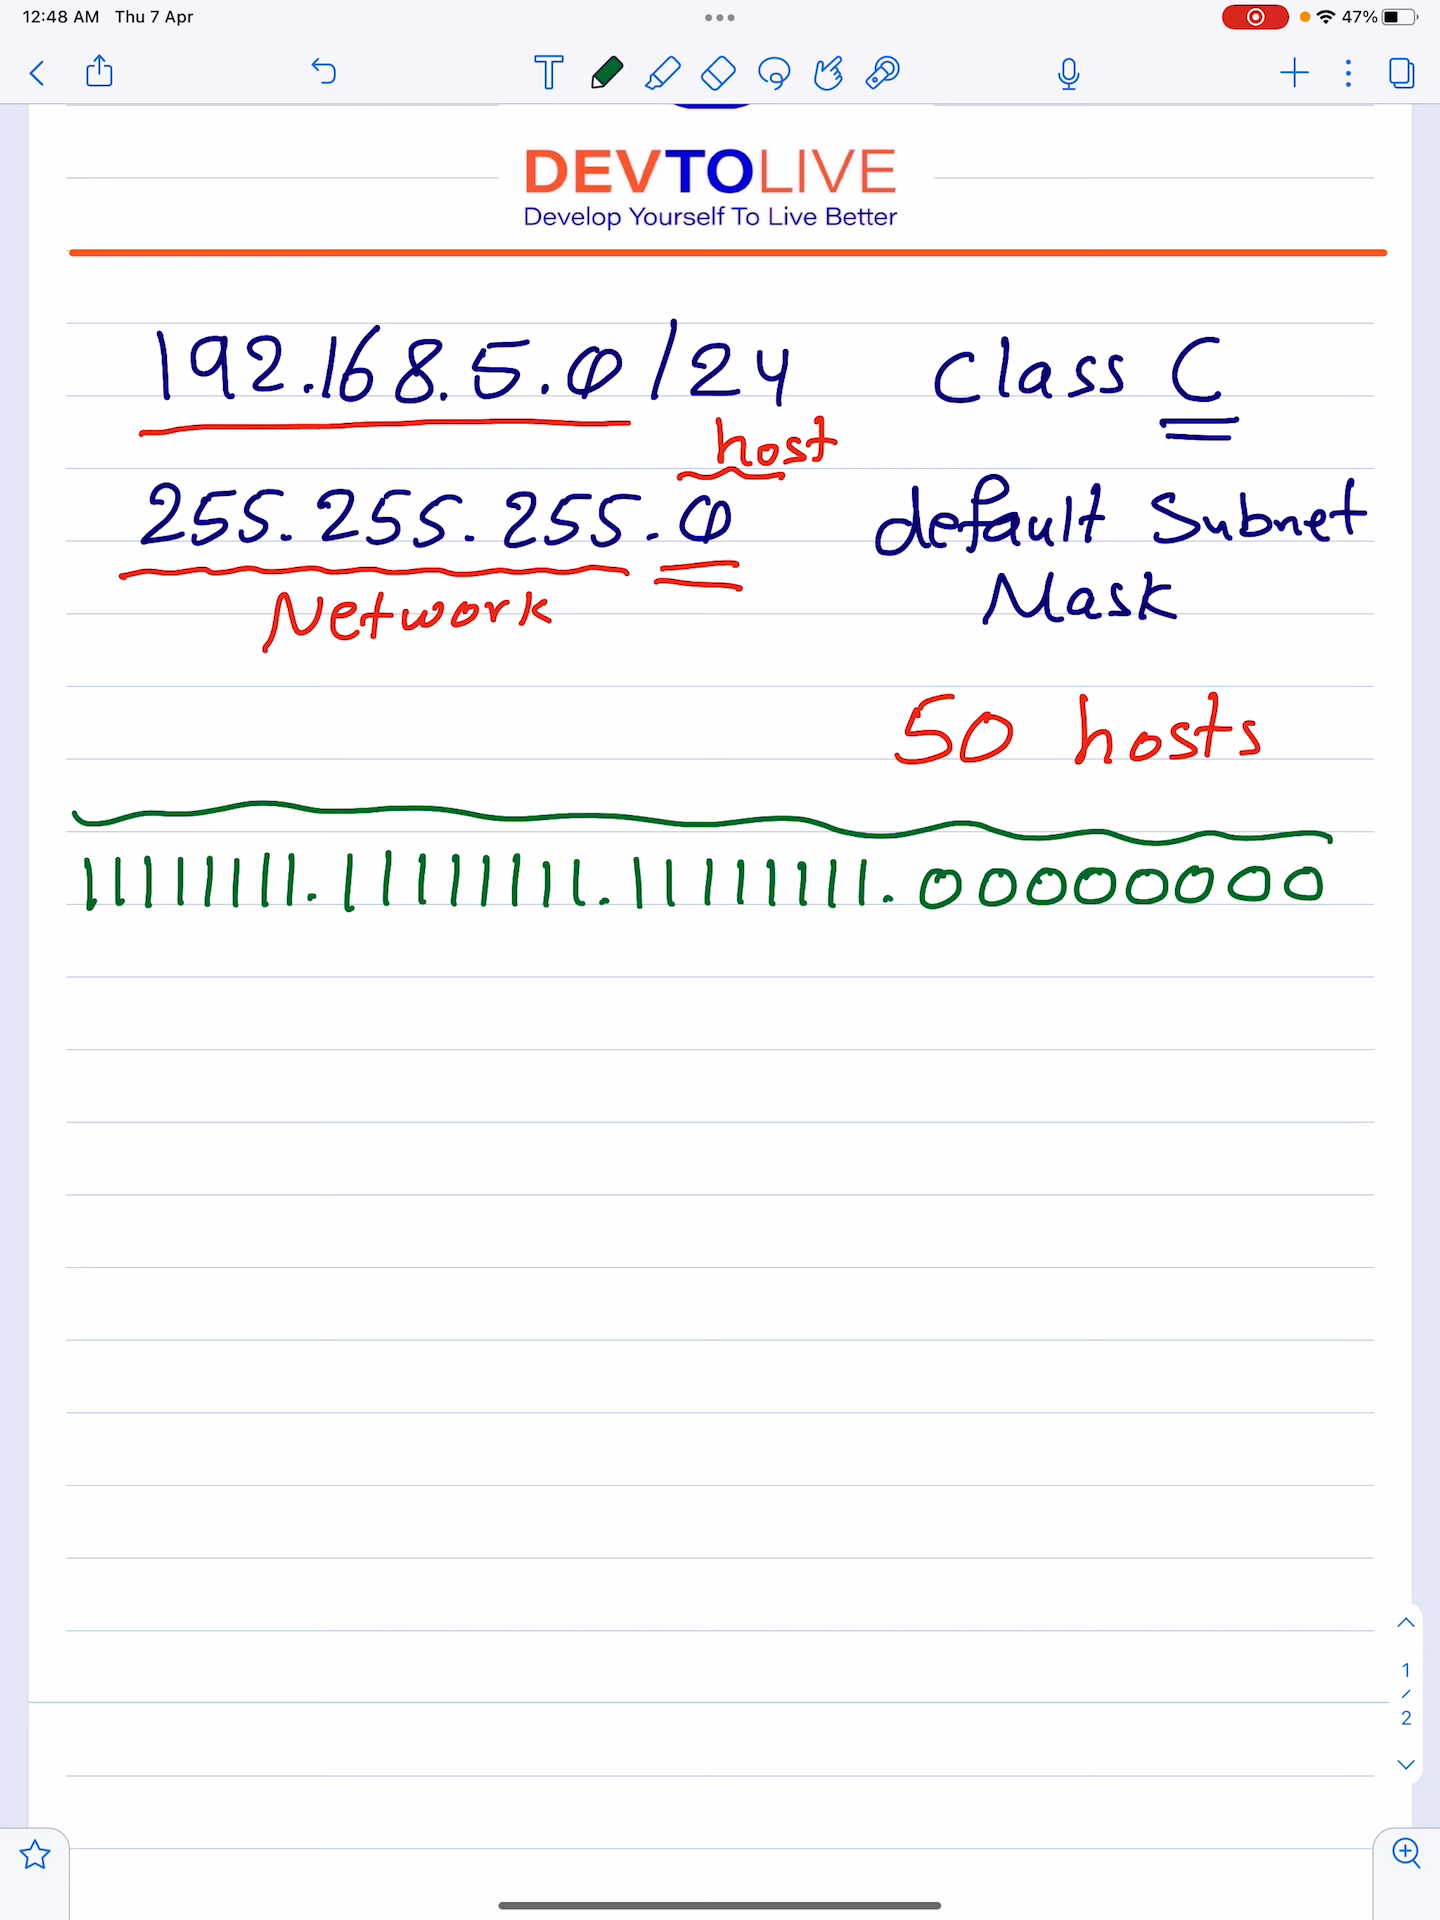 12:48 AM Thu 7 Apr
47%
DEVTOLIVE
Develop Yourself To Live Better
192.168.5.0/24 class C
host
255.255.255.0 default Subnet
Mask
Network
50 hosts
11111111.11111111.11111111.00000000
1
/
2